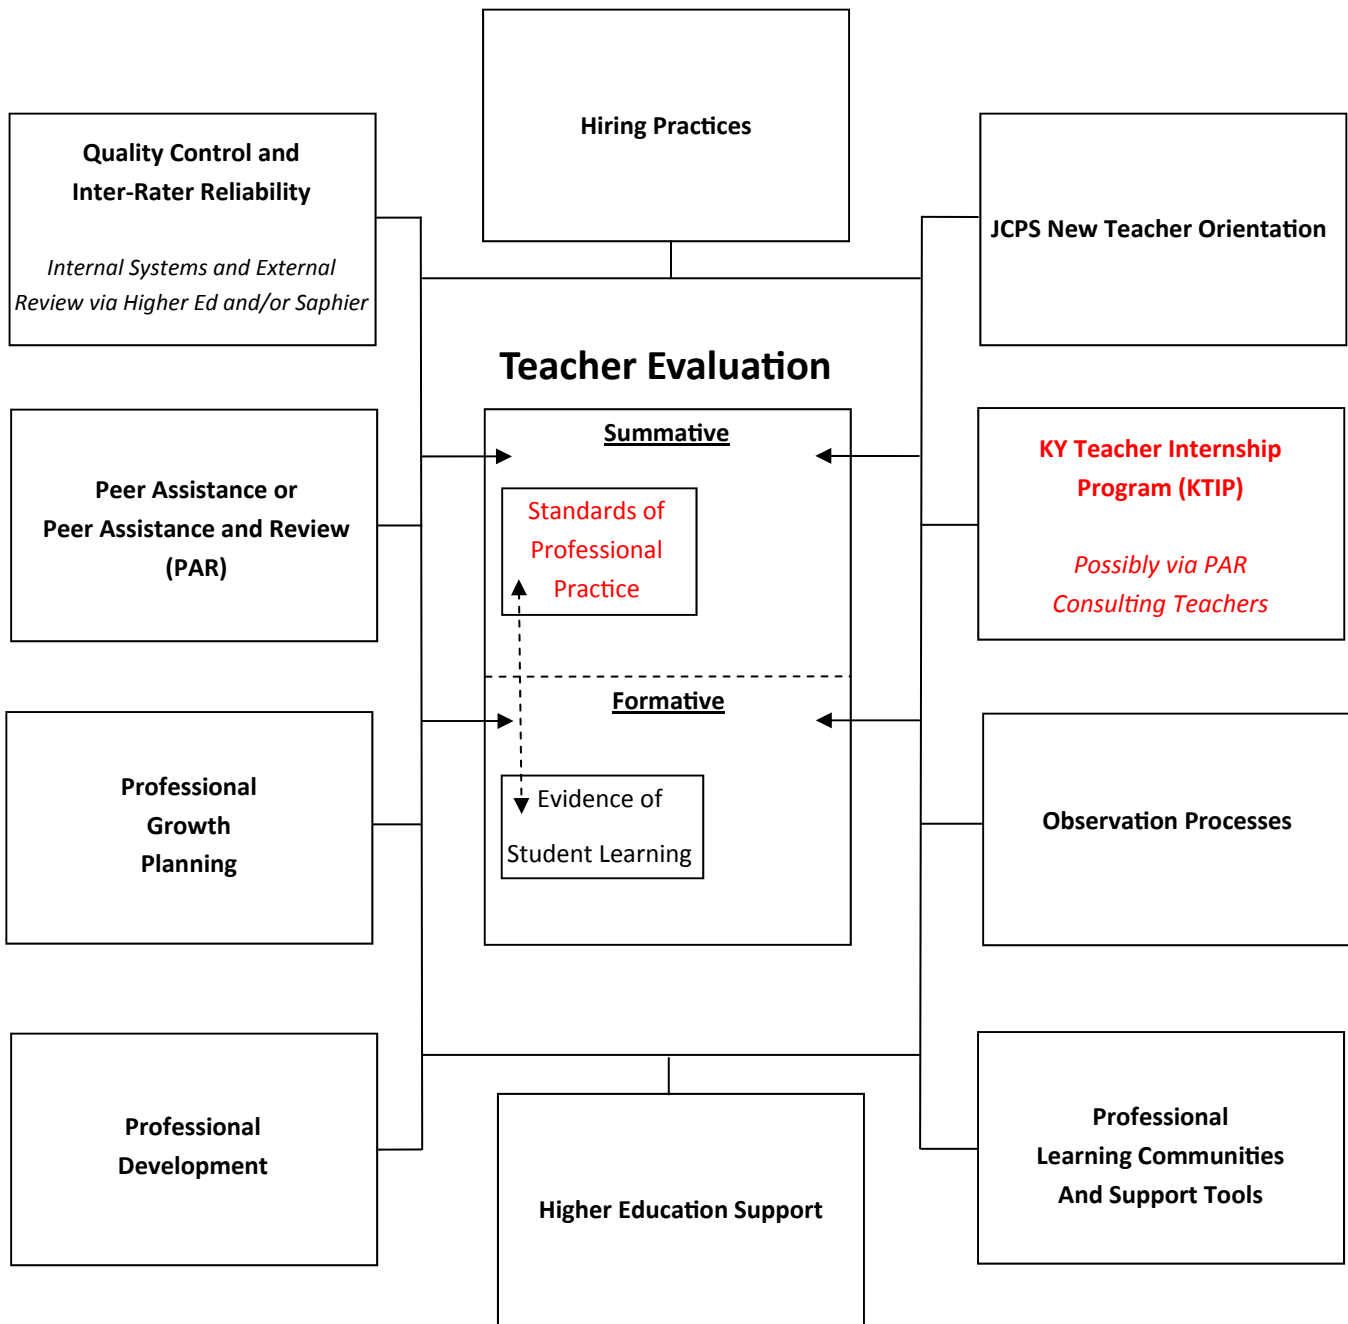 Hiring Practices
Quality Control and
Inter-Rater Reliability
Internal Systems and External
Review via Higher Ed and/or Saphier
JCPS New Teacher Orientation
Teacher Evaluation
Summative
Standards of
Professional
Practice
Formative
Evidence of
Student Learning
Peer Assistance or
Peer Assistance and Review
(PAR)
KY Teacher Internship
Program (KTIP)
Possibly via PAR
Consulting Teachers
Professional
Growth
Planning
Observation Processes
Professional
Development
Higher Education Support
Professional
Learning Communities
And Support Tools